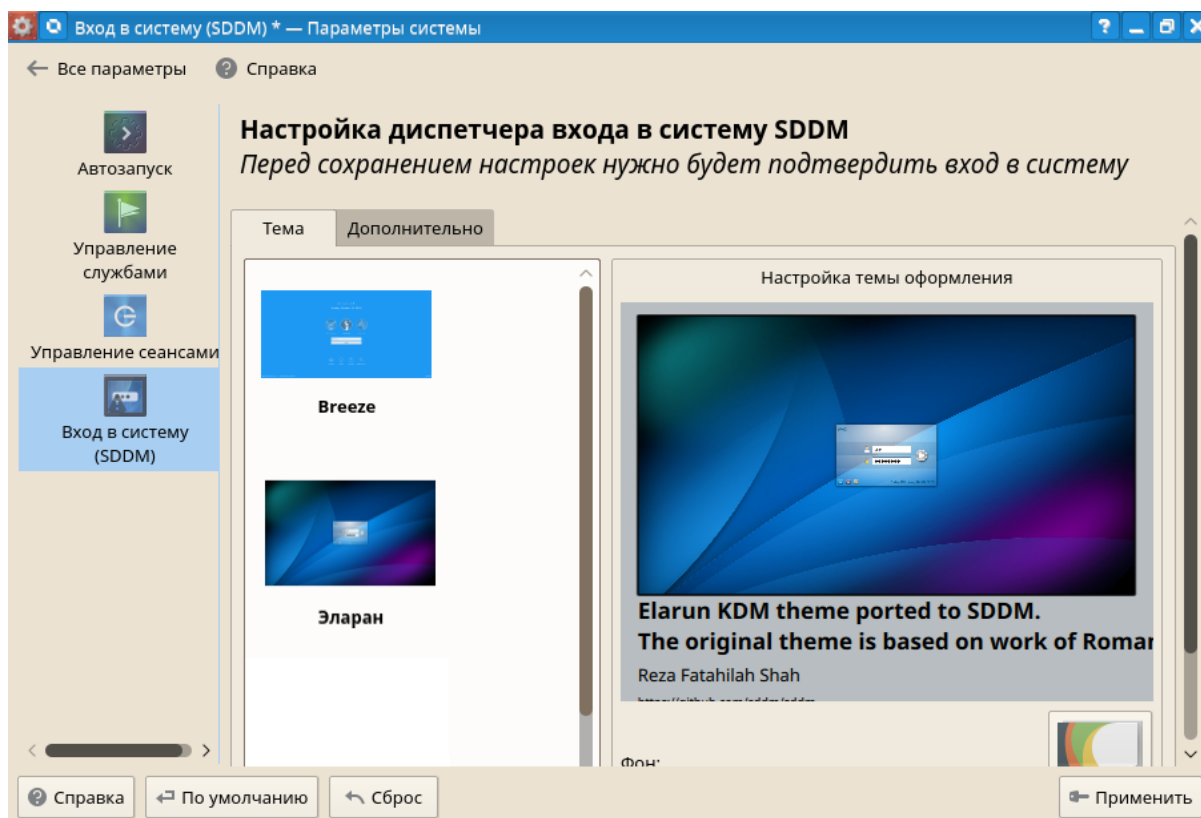 Вход в систему (SDDM) * — Параметры системы
Все параметры
Справка
Автозапуск
Управление
службами
Управление сеансами
Вход в систему
(SDDM)
Настройка диспетчера входа в систему SDDM
Перед сохранением настроек нужно будет подтвердить вход в систему
Тема
Дополнительно
Breeze
Эларан
Настройка темы оформления
Elarun KDM theme ported to SDDM.
The original theme is based on work of Roman
Reza Fatahilah Shah
Фон:
Справка
По умолчанию
Сброс
Применить